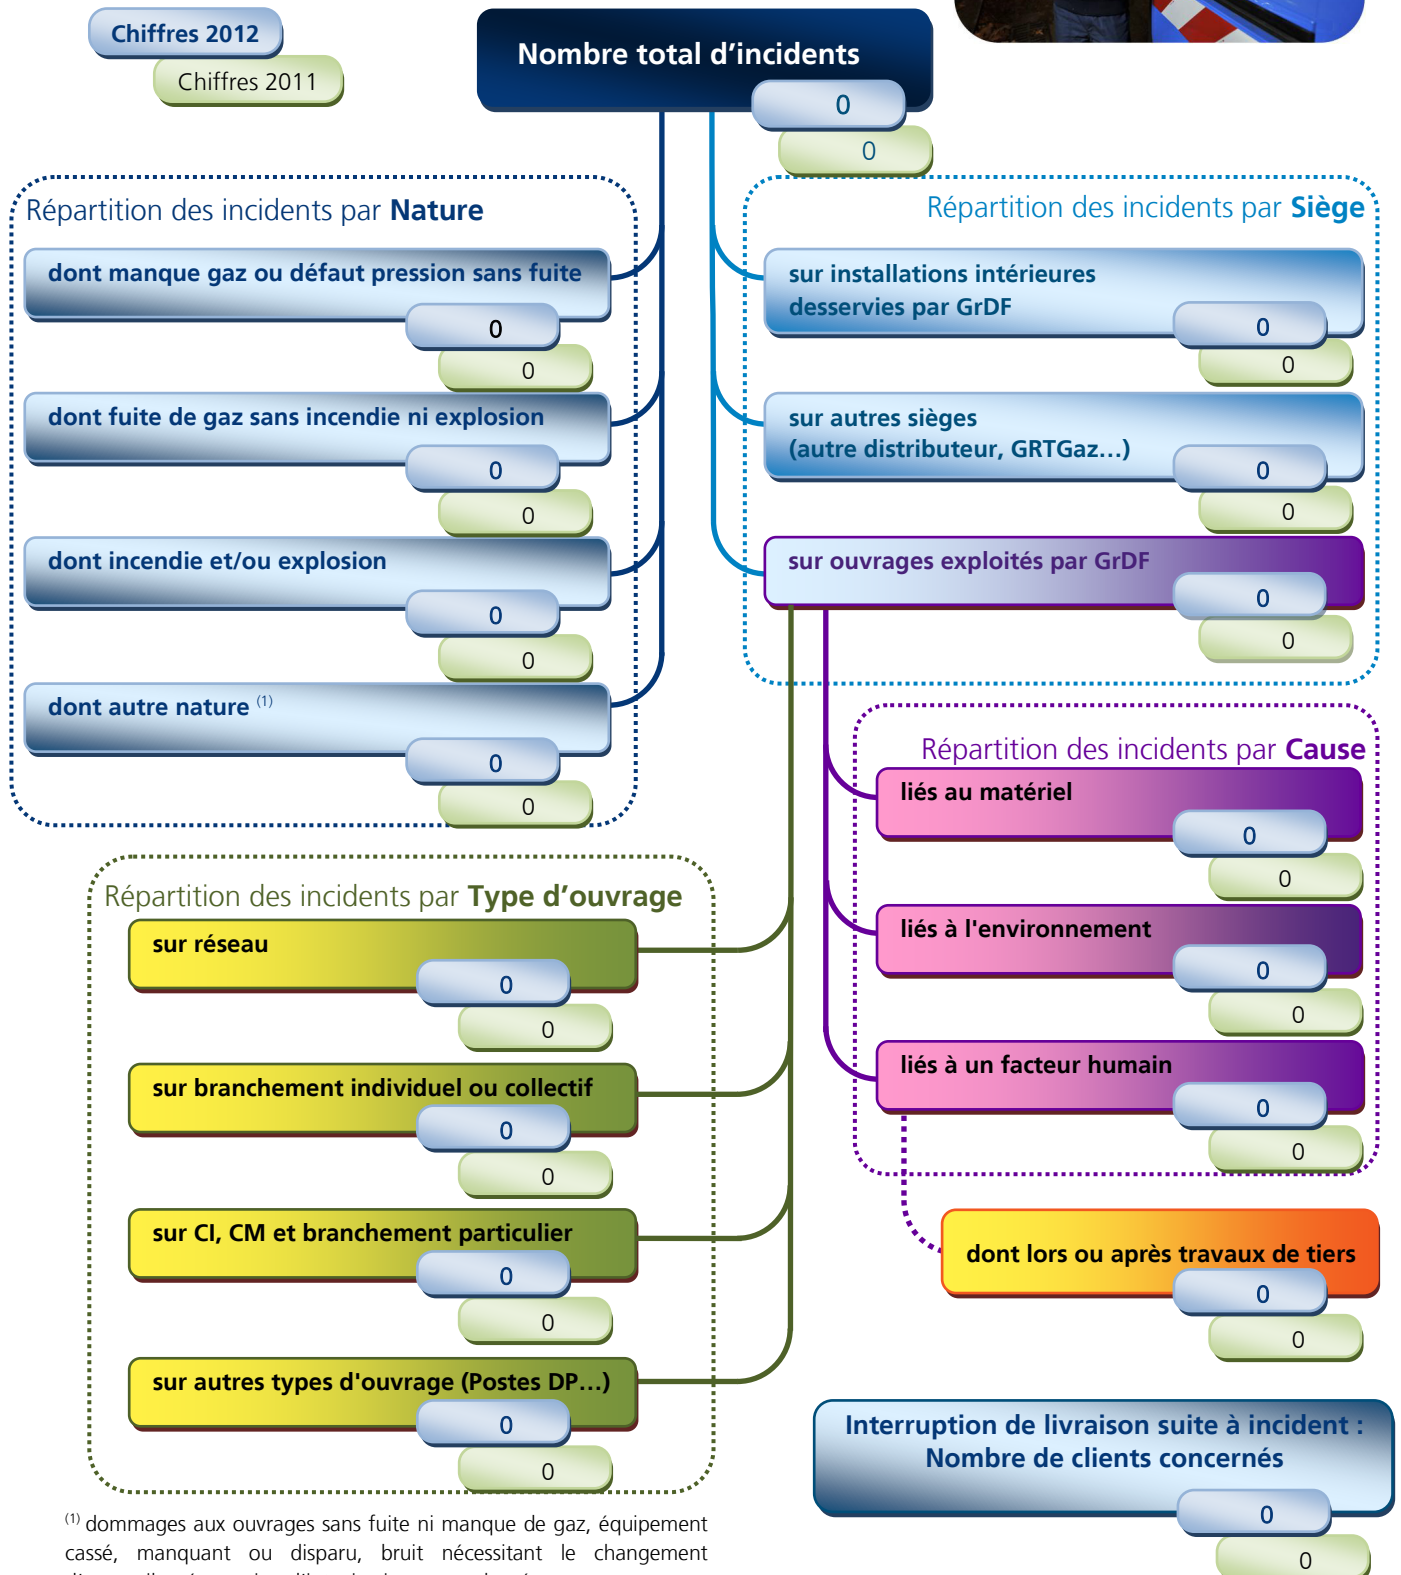 Chiffres 2012
Chiffres 2011
Nombre total d’incidents
0
0
Répartition des incidents par Nature
dont manque gaz ou défaut pression sans fuite
0
0
dont fuite de gaz sans incendie ni explosion
0
0
dont incendie et/ou explosion
0
0
dont autre nature (1)
0
0
Répartition des incidents par Siège
sur installations intérieures
desservies par GrDF
0
0
sur autres sièges
(autre distributeur, GRTGaz…)
0
0
sur ouvrages exploités par GrDF
0
0
Répartition des incidents par Cause
liés au matériel
0
0
liés à l'environnement
0
0
liés à un facteur humain
0
0
dont lors ou après travaux de tiers
0
0
Répartition des incidents par Type d’ouvrage
sur réseau
0
0
sur branchement individuel ou collectif
0
0
sur CI, CM et branchement particulier
0
0
sur autres types d'ouvrage (Postes DP…)
0
0
Interruption de livraison suite à incident :
Nombre de clients concernés
0
0
(1) dommages aux ouvrages sans fuite ni manque de gaz, équipement
cassé, manquant ou disparu, bruit nécessitant le changement